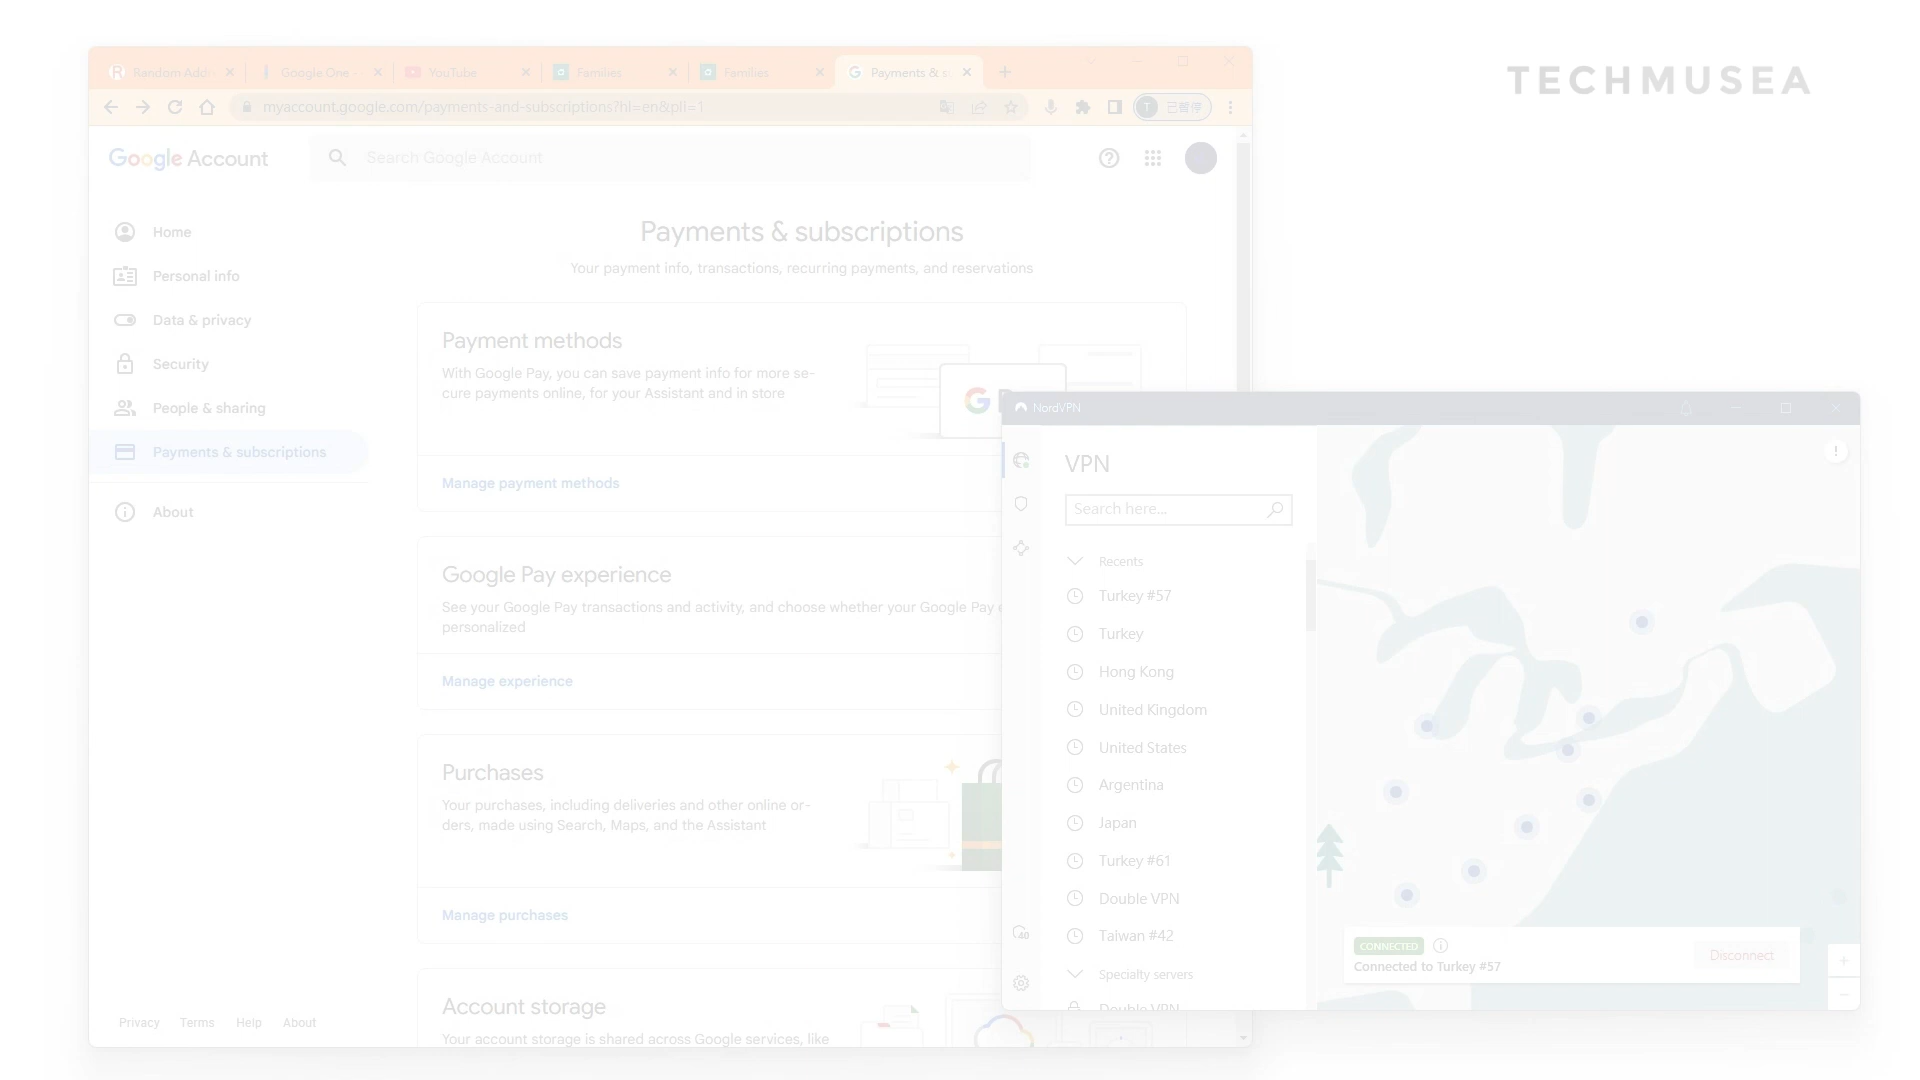 TECHMUSEA
Random Addr
Google One -
YouTube
Families
Families
Payments & s
myaccount.google.com/payments-and-subscriptions?hl=en&pli=1
T
已暫停
Google Account
Search Google Account
Home
Personal info
Data & privacy
Security
People & sharing
Payments & subscriptions
About
Privacy
Terms
Help
About
Payments & subscriptions
Your payment info, transactions, recurring payments, and reservations
Payment methods
With Google Pay, you can save payment info for more se-
cure payments online, for your Assistant and in store
Manage payment methods
Google Pay experience
See your Google Pay transactions and activity, and choose whether your Google Pay
personalized
Manage experience
Purchases
Your purchases, including deliveries and other online or-
ders, made using Search, Maps, and the Assistant
Manage purchases
Account storage
Your account storage is shared across Google services, like
NordVPN
VPN
Search here...
Recents
Turkey #57
Turkey
Hong Kong
United Kingdom
United States
Argentina
Japan
Turkey #61
Double VPN
Taiwan #42
Specialty servers
Double VPN
40
CONNECTED
Connected to Turkey #57
Disconnect